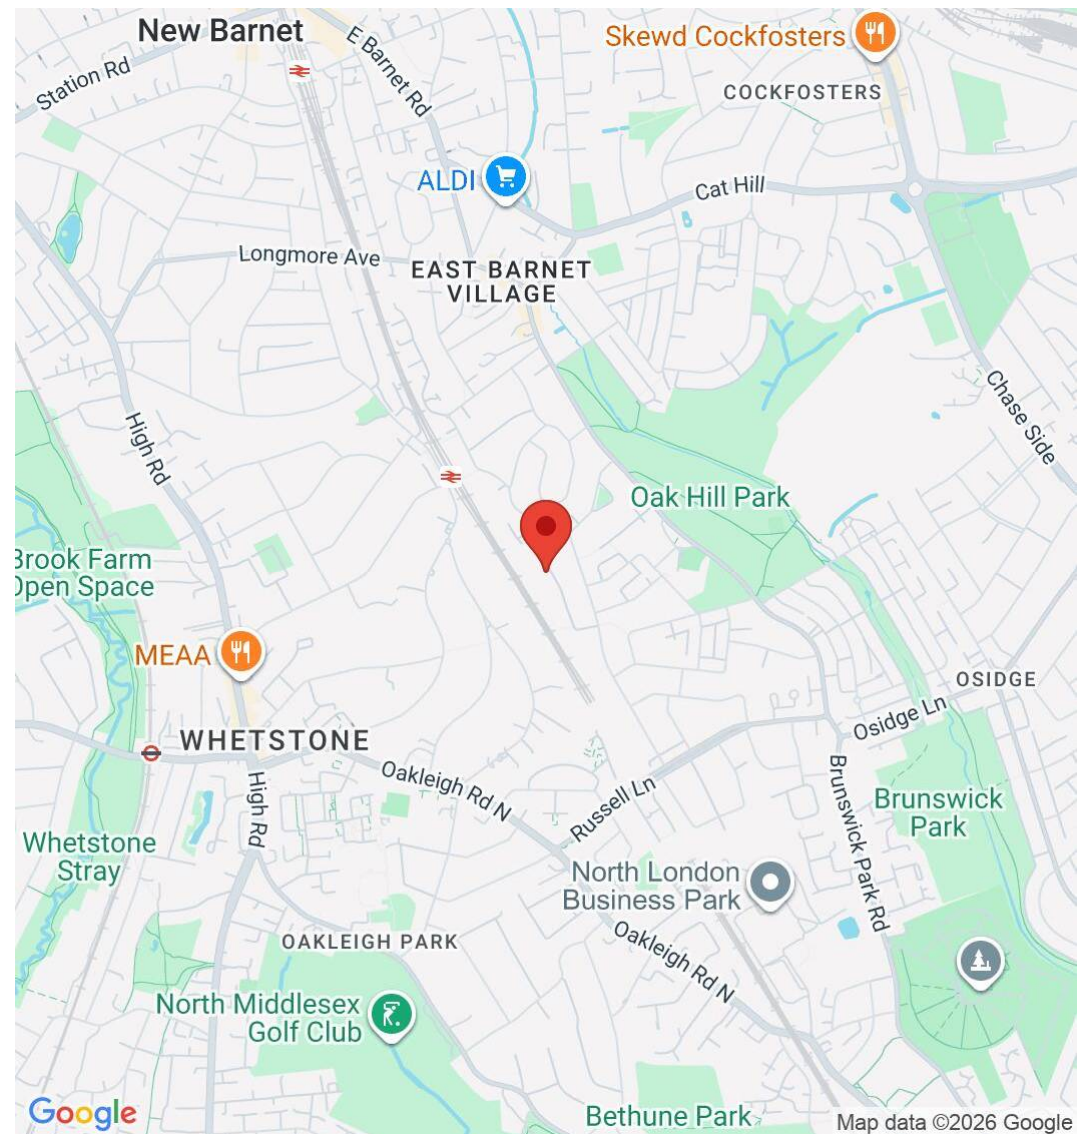 New Barnet
Station Rd
E Barnet Rd
Skewd Cockfosters
COCKFOSTERS
ALDI
Cat Hill
Longmore Ave
EAST BARNET
VILLAGE
Chase Side
High Rd
Oak Hill Park
Brook Farm
Open Space
MEAA
OSIDGE
Osidge Ln
WHETSTONE
Oakleigh Rd N
High Rd
Russell Ln
Brunswick Park Rd
Brunswick
Park
Whetstone
Stray
North London
Business Park
OAKLEIGH PARK
Oakleigh Rd N
North Middlesex
Golf Club
Bethune Park
Google
Map data ©2026 Google